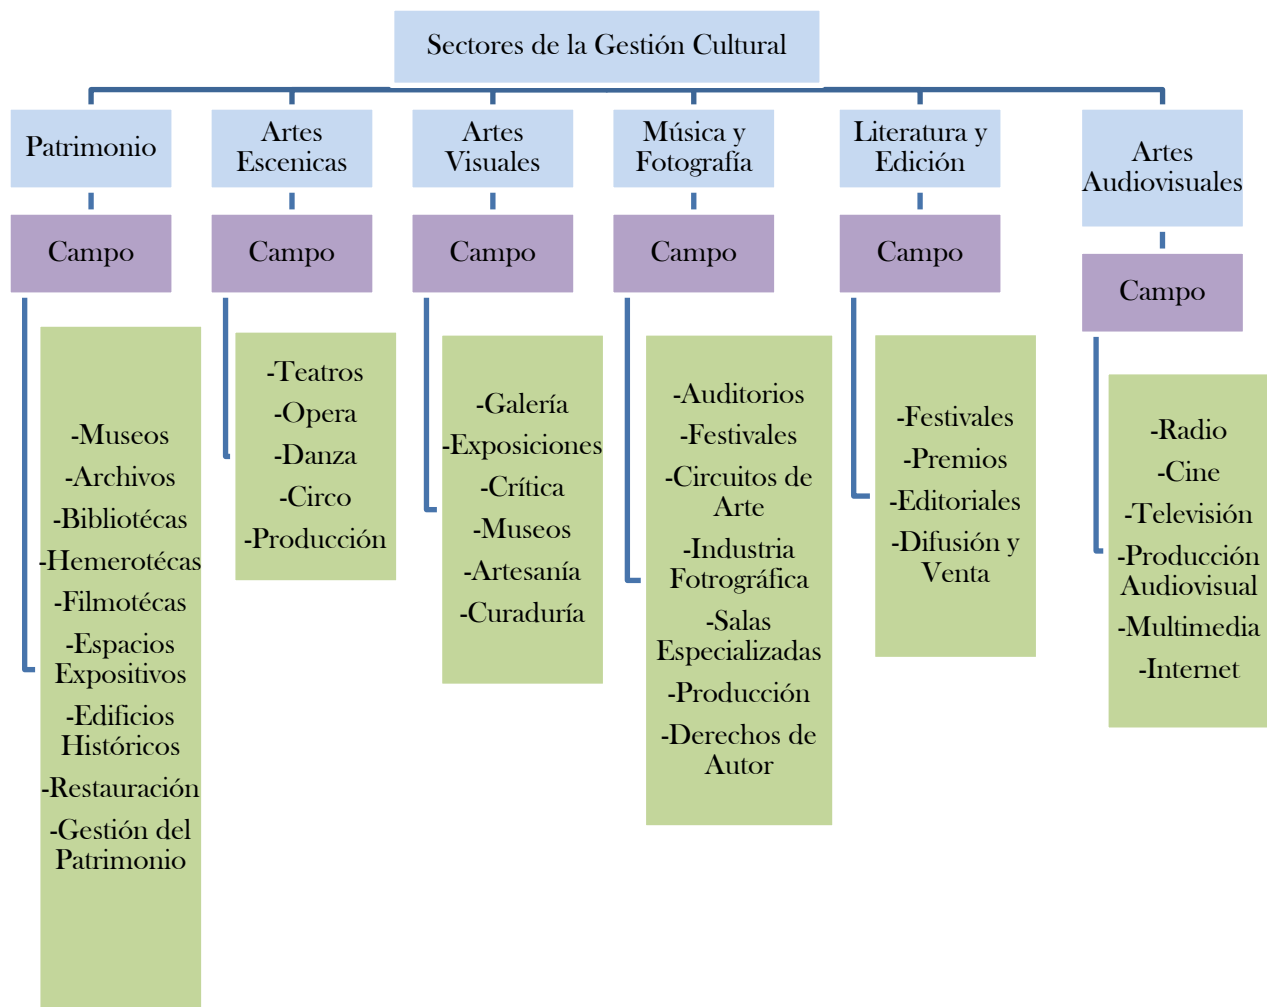 Sectores de la Gestión Cultural
Patrimonio
Campo
-Museos
-Archivos
-Bibliotécas
-Hemerotécas
-Filmotécas
-Espacios
Expositivos
-Edificios
Históricos
-Restauración
-Gestión del
Patrimonio
Artes
Escenicas
Campo
-Teatros
-Opera
-Danza
-Circo
-Producción
Artes
Visuales
Campo
-Galería
-Exposiciones
-Crítica
-Museos
-Artesanía
-Curaduría
Música y
Fotografía
Campo
-Auditorios
-Festivales
-Circuitos de
Arte
-Industria
Fotrográfica
-Salas
Especializadas
-Producción
-Derechos de
Autor
Literatura y
Edición
Campo
-Festivales
-Premios
-Editoriales
-Difusión y
Venta
Artes
Audiovisuales
Campo
-Radio
-Cine
-Televisión
-Producción
Audiovisual
-Multimedia
-Internet